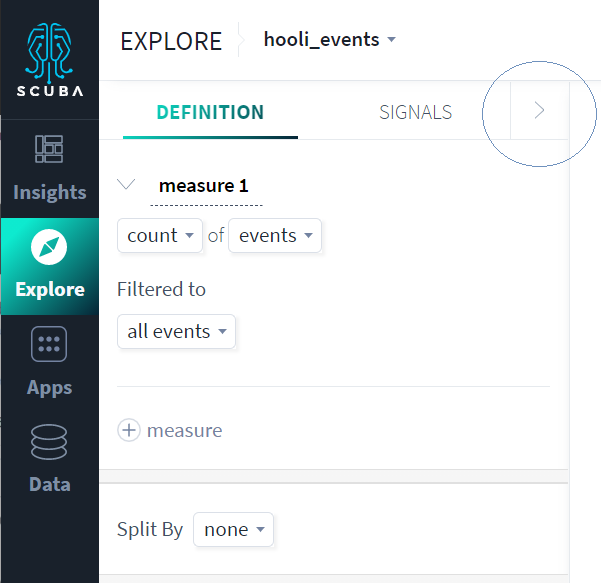 SCUBA
EXPLORE hooli_events
DEFINITION SIGNALS
Insights
Explore
Apps
Data
measure 1
count of events
Filtered to
all events
measure
Split By none